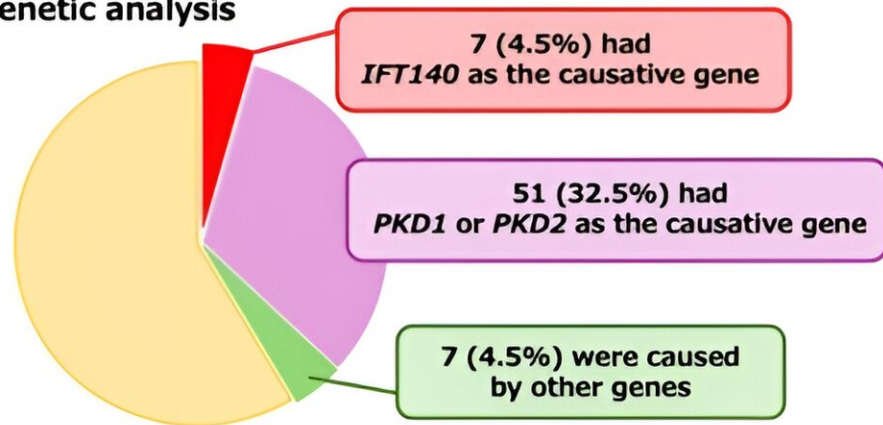 enetic analysis
7 (4.5%) had
IFT140 as the causative gene
51 (32.5%) had
PKD1 or PKD2 as the causative gene
7 (4.5%) were caused
by other genes